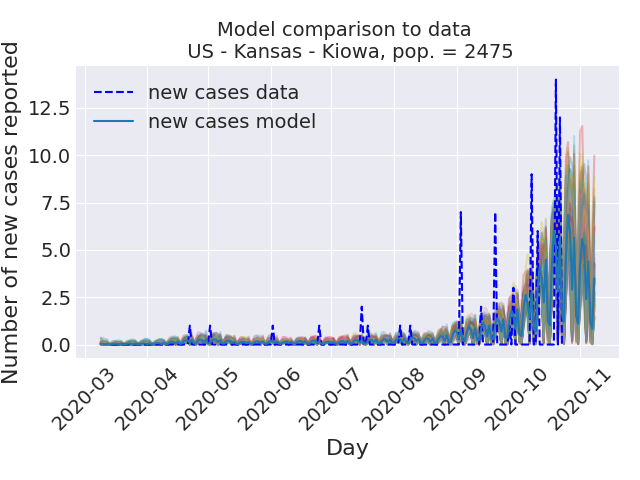 Model comparison to data
US - Kansas - Kiowa, pop. = 2475
Number of new cases reported
12.5
10.0
7.5
5.0
2.5
0.0
new cases data
new cases model
2020-03
2020-04
2020-05
2020-06
2020-07
2020-08
2020-09
2020-10
2020-11
Day